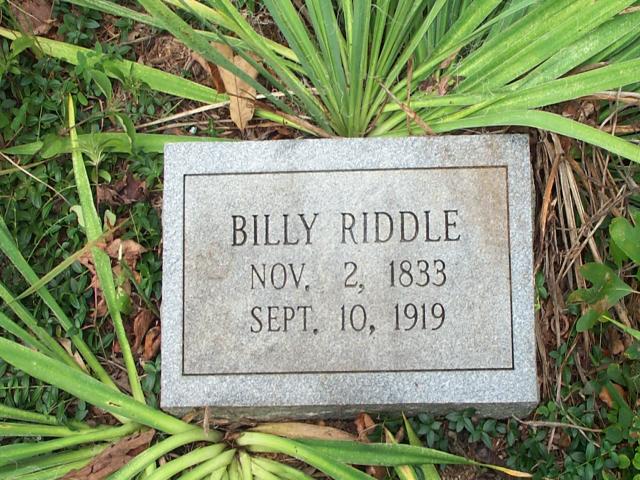 BILLY RIDDLE
NOV. 2, 1833
SEPT. 10, 1919